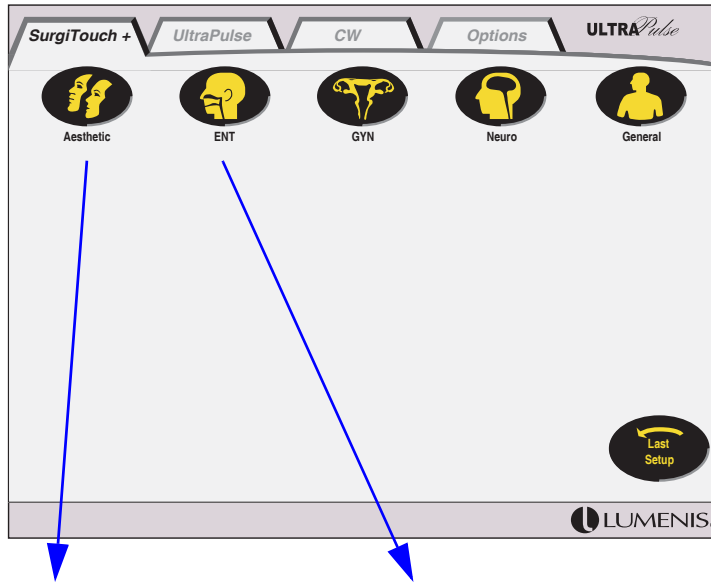 SurgiTouch + UltraPulse CW Options ULTRAPulse
Aesthetic ENT GYN Neuro General
Last
Setup
LUMENIS